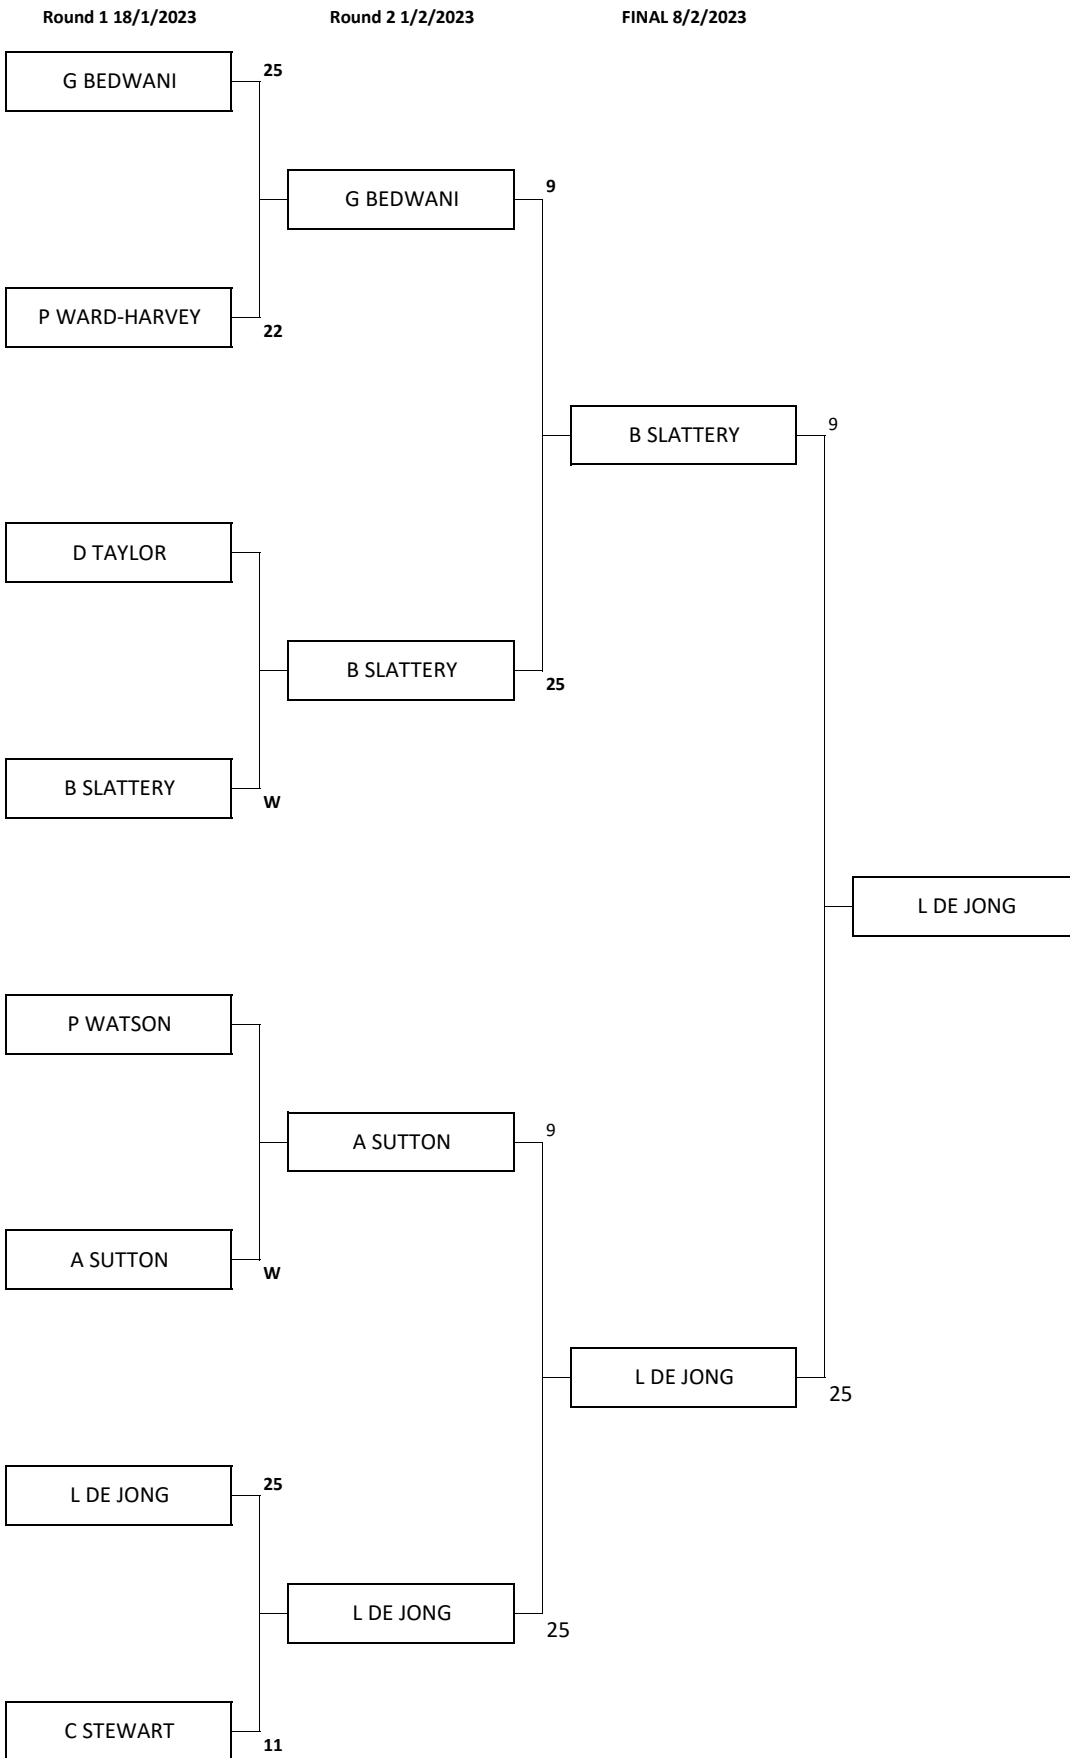 Round 1 18/1/2023 Round 2 1/2/2023 FINAL 8/2/2023
G BEDWANI 25
G BEDWANI 9
P WARD-HARVEY 22
B SLATTERY 9
D TAYLOR
B SLATTERY 25
B SLATTERY W
L DE JONG
P WATSON
A SUTTON 9
A SUTTON W
L DE JONG 25
L DE JONG 25
L DE JONG 25
C STEWART 11